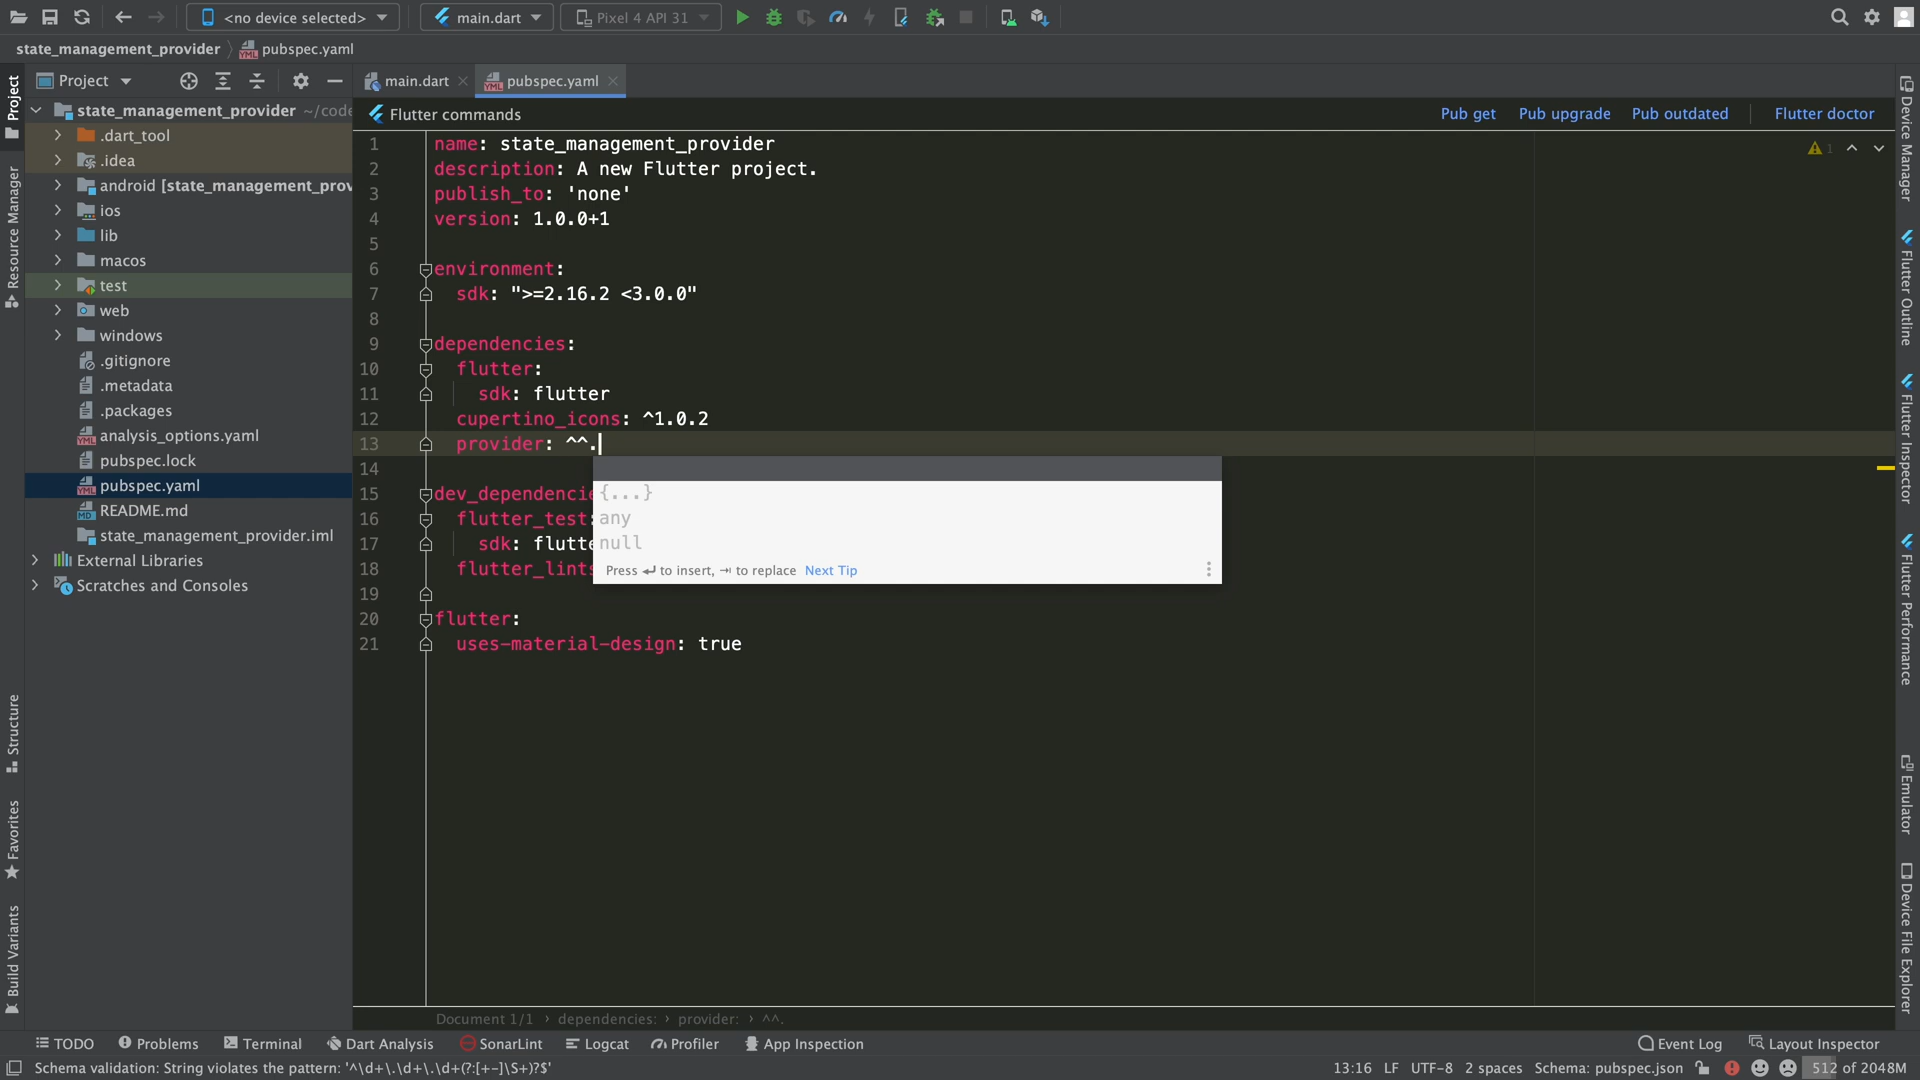 <no device selected>
main.dart
Pixel 4 API 31
state_management_provider
pubspec.yaml
Project
main.dart
pubspec.yaml
Flutter commands
Pub get
Pub upgrade
Pub outdated
Flutter doctor
state_management_provider ~/code
.dart_tool
.idea
android [state_management_prov
ios
lib
macos
test
web
windows
.gitignore
.metadata
.packages
analysis_options.yaml
pubspec.lock
pubspec.yaml
README.md
state_management_provider.iml
External Libraries
Scratches and Consoles
1 name: state_management_provider
2 description: A new Flutter project.
3 publish_to: 'none'
4 version: 1.0.0+1
5
6 environment:
7 sdk: ">=2.16.2 <3.0.0"
8
9 dependencies:
10 flutter:
11 sdk: flutter
12 cupertino_icons: ^1.0.2
13 provider: ^^.
14
15 dev_dependencie
16 flutter_test:
17 sdk: flutte
18 flutter_lints
19
20 flutter:
21 uses-material-design: true
{...}
any
null
Press ↵ to insert, ⇥ to replace Next Tip
1
Document 1/1 › dependencies: › provider: › ^^.
Project
Resource Manager
Structure
Favorites
Build Variants
Device Manager
Flutter Outline
Flutter Inspector
Flutter Performance
Emulator
Device File Explorer
TODO
Problems
Terminal
Dart Analysis
SonarLint
Logcat
Profiler
App Inspection
Event Log
Layout Inspector
Schema validation: String violates the pattern: '^\d+\.\d+\.\d+(?:[+-]\S+)?$'
13:16 LF UTF-8 2 spaces Schema: pubspec.json 512 of 2048M